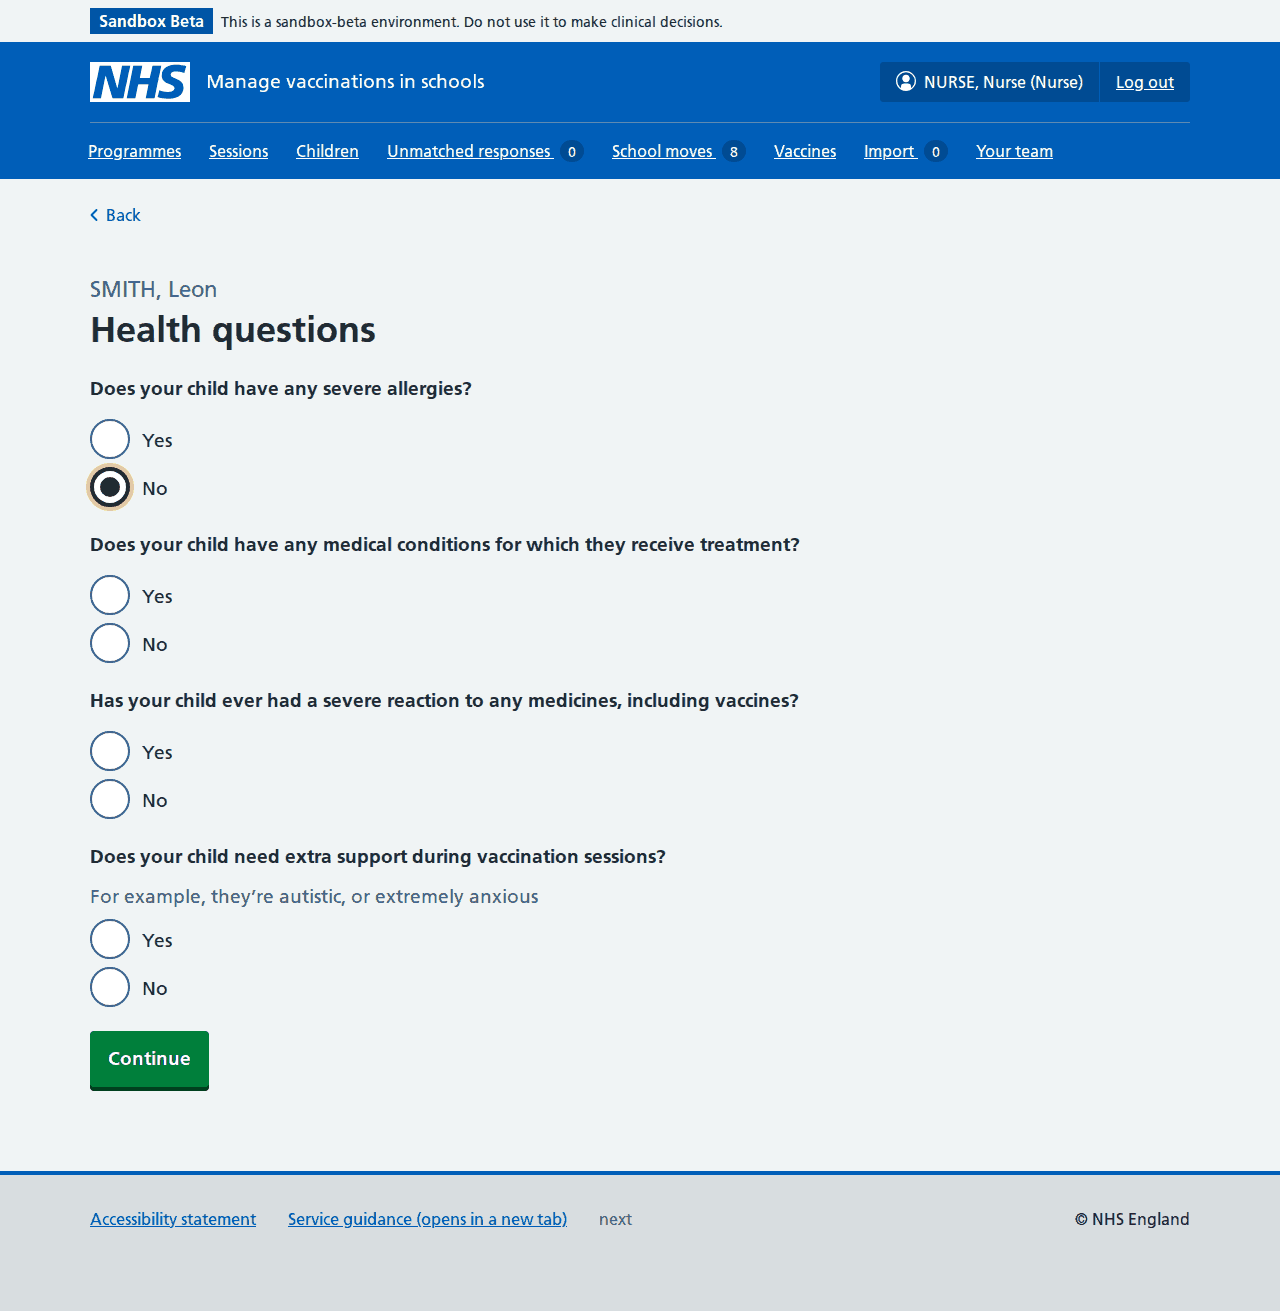 Sandbox Beta This is a sandbox-beta environment. Do not use it to make clinical decisions.
NHS Manage vaccinations in schools NURSE, Nurse (Nurse) Log out
Programmes Sessions Children Unmatched responses 0 School moves 8 Vaccines Import 0 Your team
Back
SMITH, Leon
Health questions
Does your child have any severe allergies?
Yes
No
Does your child have any medical conditions for which they receive treatment?
Yes
No
Has your child ever had a severe reaction to any medicines, including vaccines?
Yes
No
Does your child need extra support during vaccination sessions?
For example, they’re autistic, or extremely anxious
Yes
No
Continue
Accessibility statement Service guidance (opens in a new tab) next © NHS England